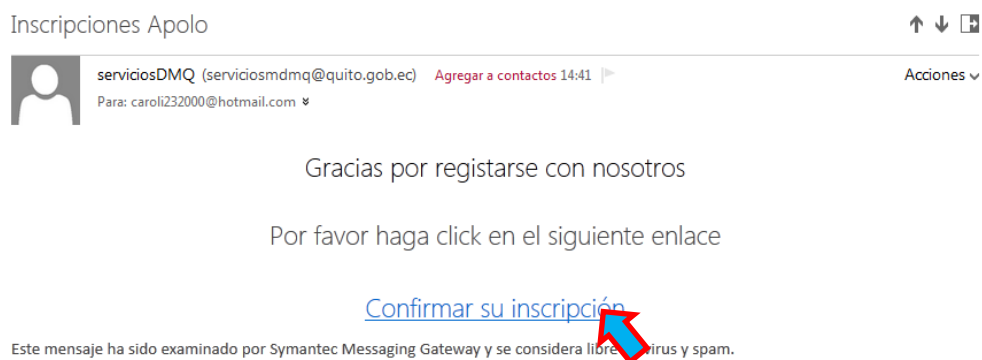 Inscripciones Apolo
serviciosDMQ (serviciosmdmq@quito.gob.ec) Agregar a contactos 14:41
Acciones
Para: caroli232000@hotmail.com
Gracias por registarse con nosotros
Por favor haga click en el siguiente enlace
Confirmar su inscripción
Este mensaje ha sido examinado por Symantec Messaging Gateway y se considera libre virus y spam.